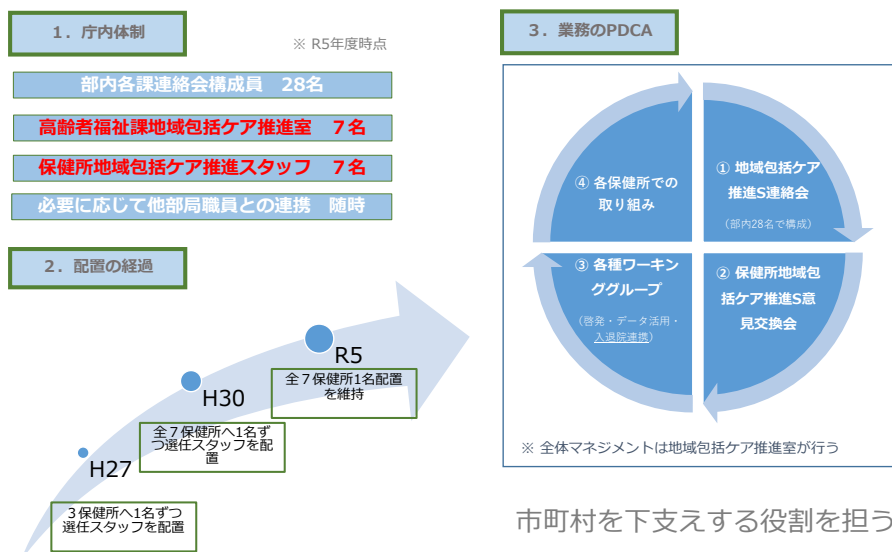 1．庁内体制
※ R5年度時点
部内各課連絡会構成員　28名
高齢者福祉課地域包括ケア推進室　７名
保健所地域包括ケア推進スタッフ　７名
必要に応じて他部局職員との連携　随時
2．配置の経過
R5
全７保健所1名配置
を維持
H30
全７保健所へ1名ず
つ選任スタッフを配
置
H27
３保健所へ1名ずつ
選任スタッフを配置
3．業務のPDCA
① 地域包括ケア
推進S連絡会
（部内28名で構成）
② 保健所地域包
括ケア推進S意
見交換会
③ 各種ワーキン
ググループ
（啓発・データ活用・
入退院連携）
④ 各保健所での
取り組み
※ 全体マネジメントは地域包括ケア推進室が行う
市町村を下支えする役割を担う